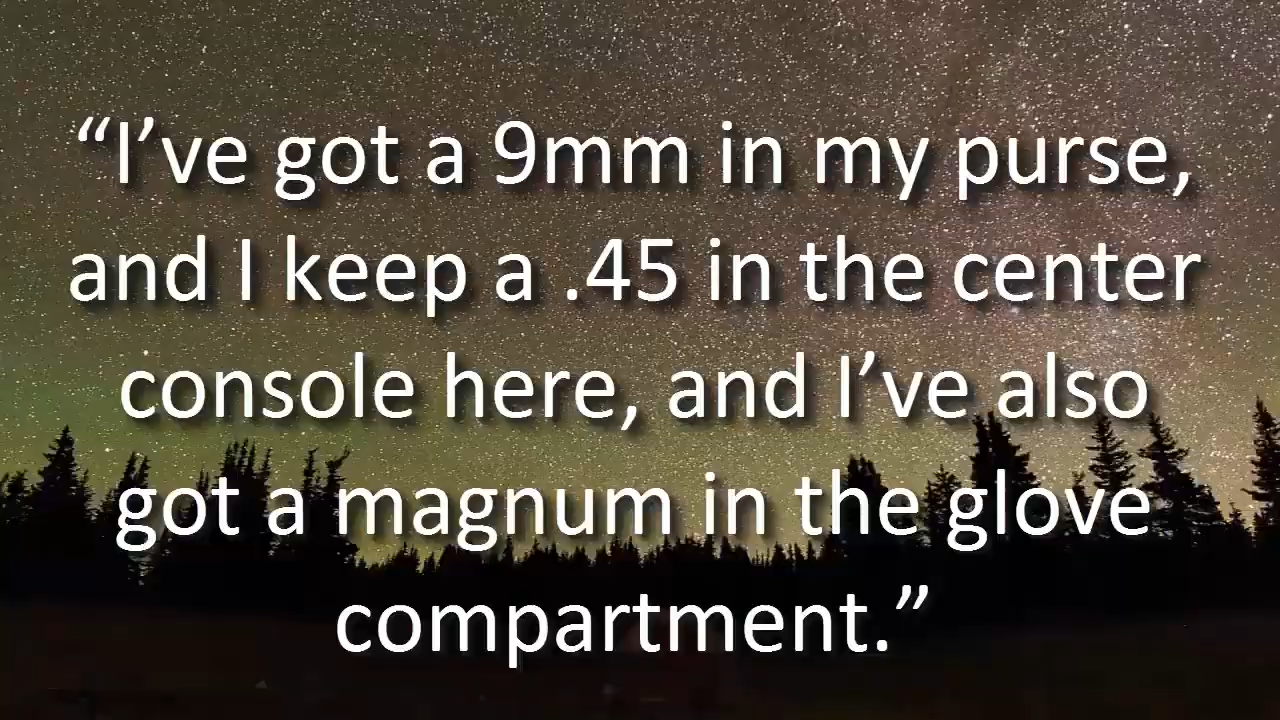 “I’ve got a 9mm in my purse,
and I keep a .45 in the center
console here, and I’ve also
got a magnum in the glove
compartment.”